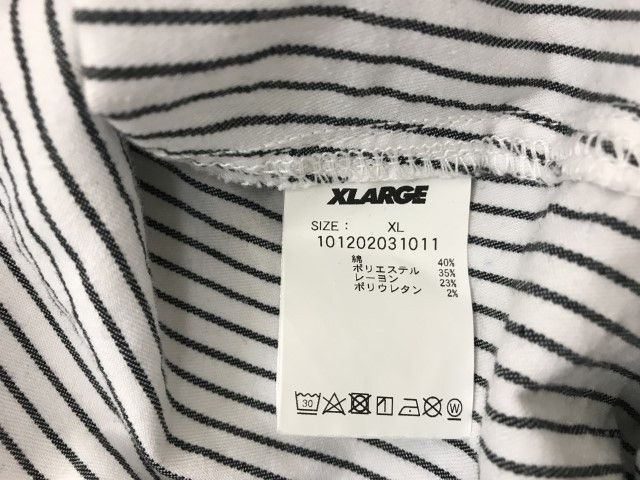 XLARGE
SIZE: XL
101202031011
綿 40%
ポリエステル 35%
レーヨン 23%
ポリウレタン 2%
30 W